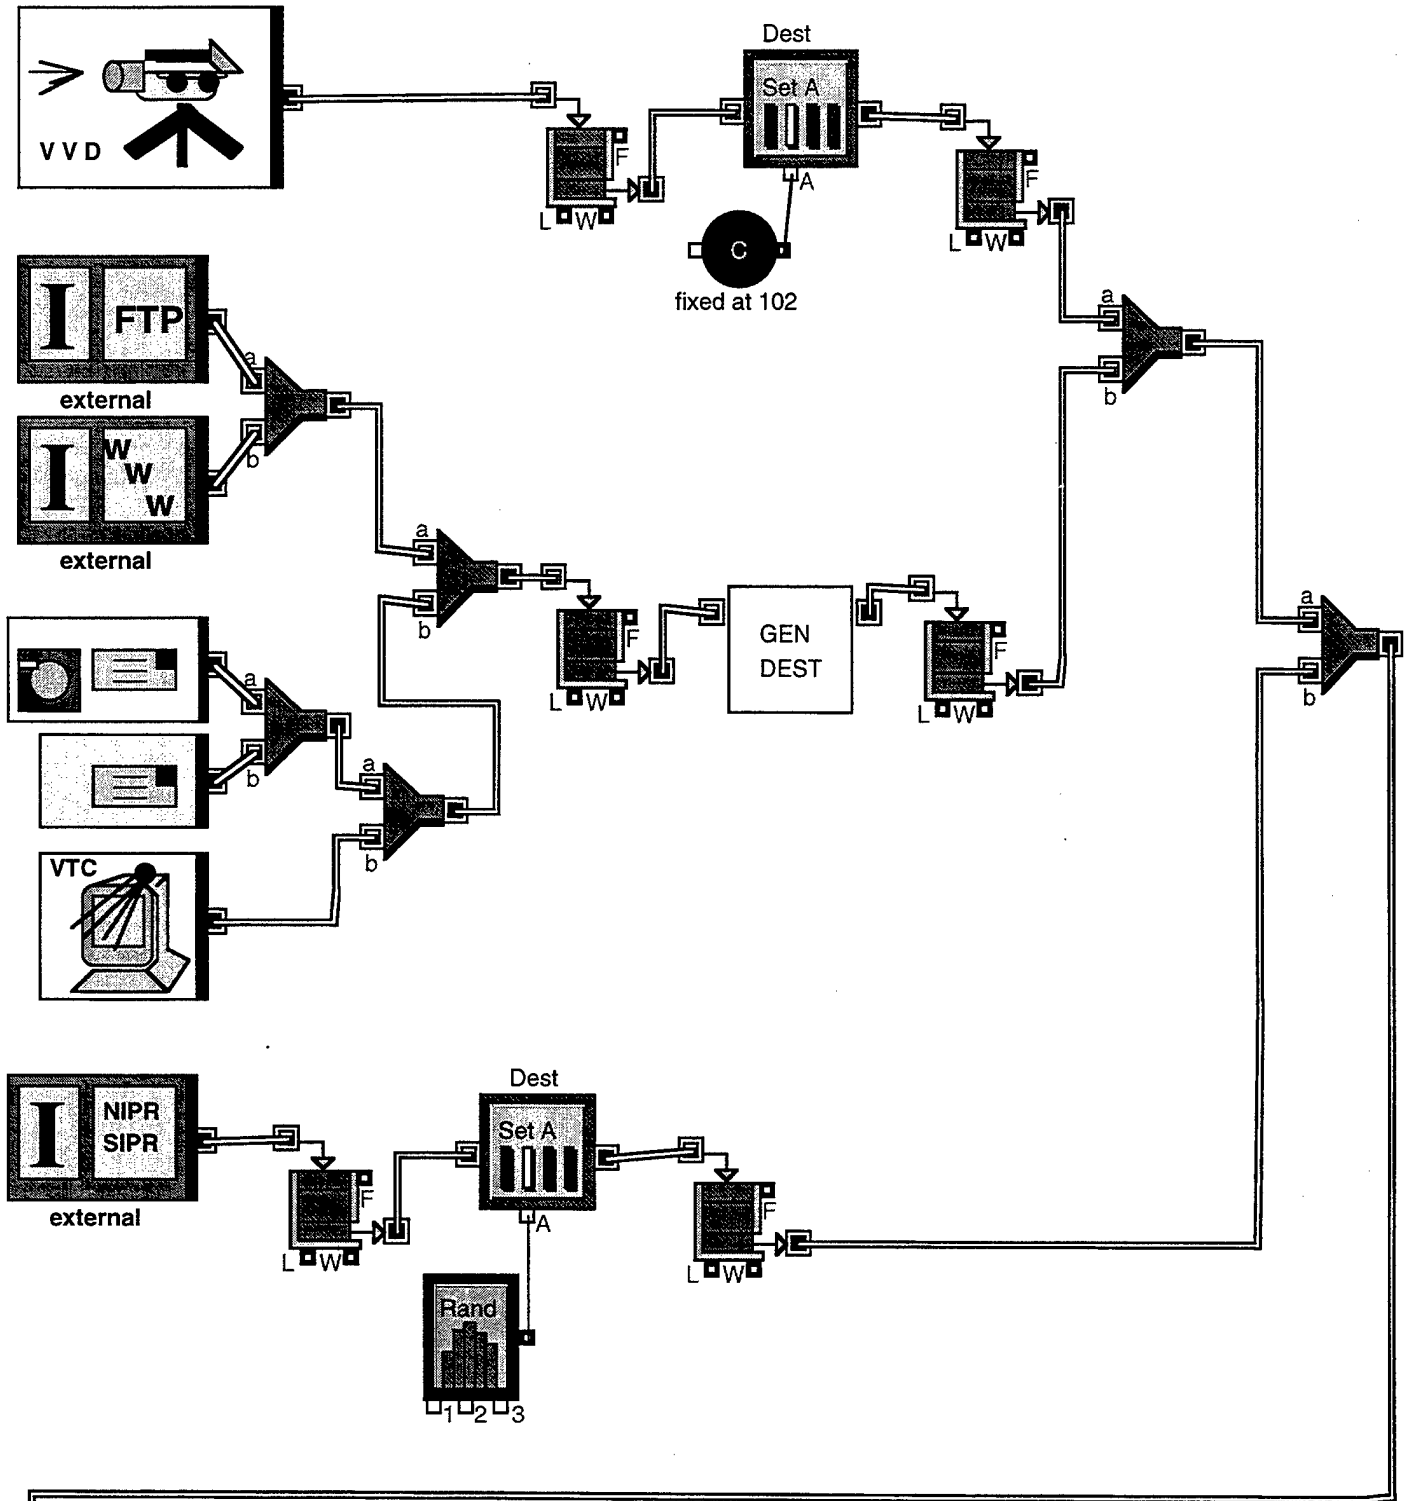 Dest
Set A
V V D
F
L W
A
C
fixed at 102
F
L W
a
b
I FTP
external
a
b
I W
W
W
external
a
b
F
L W
GEN
DEST
F
L W
a
b
a
b
a
b
VTC
Dest
I NIPR
SIPR
external
Set A
F
L W
A
F
L W
Rand
1 2 3